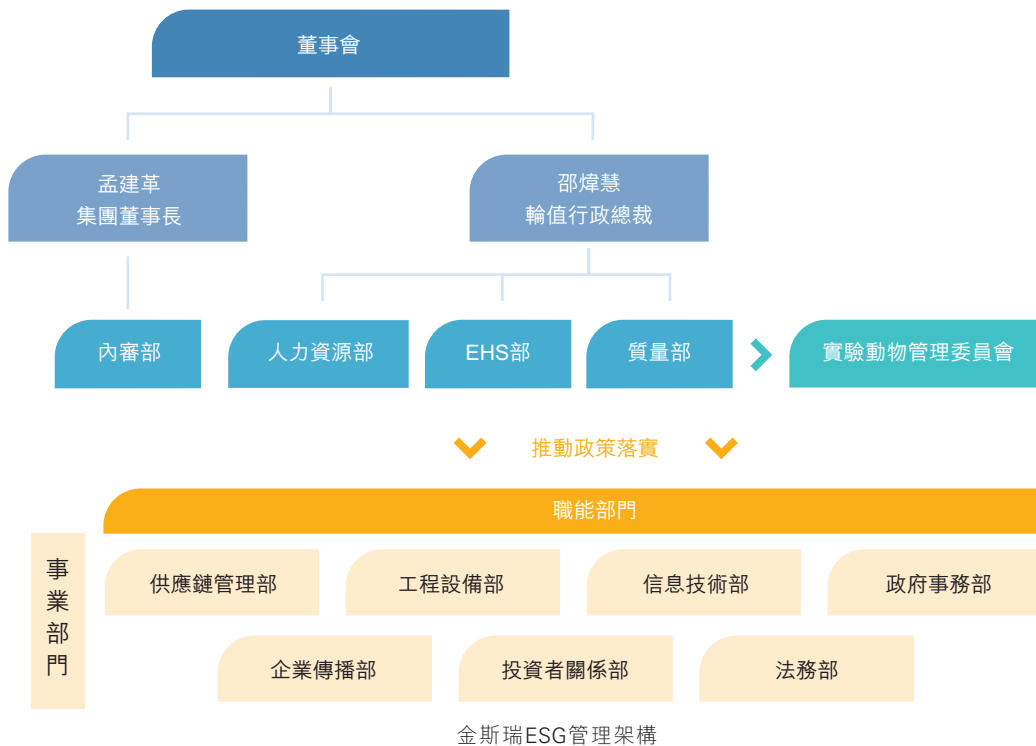 董事會
孟建革
集團董事長
邵煒慧
輪值行政總裁
內審部
人力資源部
EHS部
質量部
實驗動物管理委員會
推動政策落實
職能部門
事業部門
供應鏈管理部
工程設備部
信息技術部
政府事務部
企業傳播部
投資者關係部
法務部
金斯瑞ESG管理架構